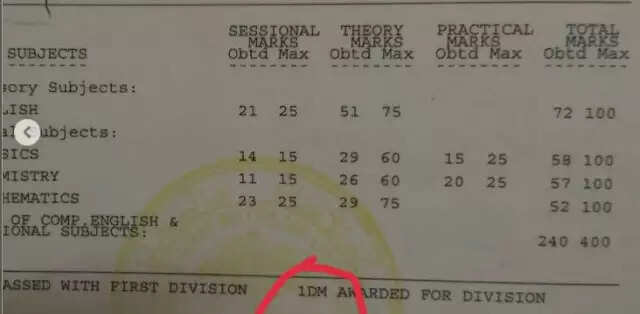 SESSIONAL THEORY PRACTICAL TOTAL
MARKS MARKS MARKS MARKS
SUBJECTS Obtd Max Obtd Max Obtd Max Obtd Max
sory Subjects:
LISH 21 25 51 75 72 100
al Subjects:
SICS 14 15 29 60 15 25 58 100
MISTRY 11 15 26 60 20 25 57 100
HEMATICS 23 25 29 75 52 100
OF COMP.ENGLISH &
IONAL SUBJECTS:
240 400
ASSED WITH FIRST DIVISION 1DM AWARDED FOR DIVISION